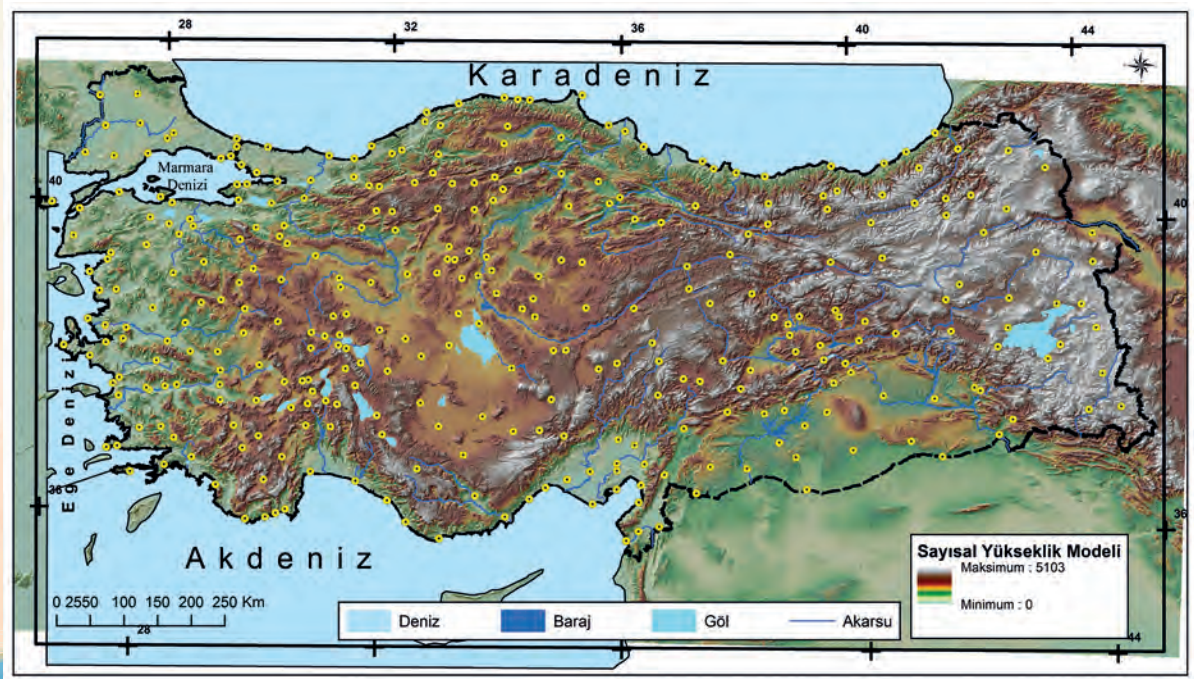 28
32
36
40
44
Karadeniz
40
Marmara
Denizi
40
Ege Denizi
36
36
Akdeniz
Sayısal Yükseklik Modeli
Maksimum : 5103
Minimum : 0
0 2550 100 150 200 250 Km
Deniz
Baraj
Göl
Akarsu
28
44